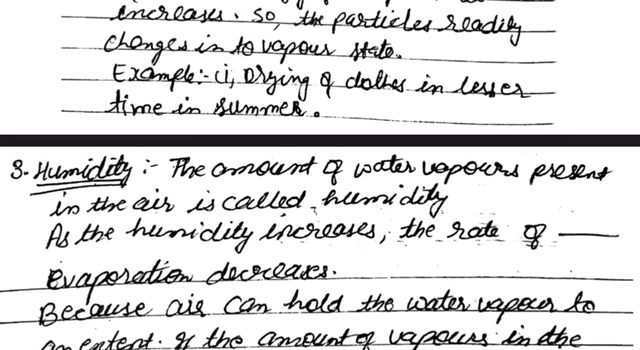 increases. So, the particles readily
changes in to vapour state.
Example:- (i, Drying of clothes in lesser
time in summer.
3. Humidity :- The amount of water vapours present
in the air is called humidity
As the humidity increases, the rate of —
evaporation decreases.
Because air can hold the water vapour to
an extent. If the amount of vapours in the